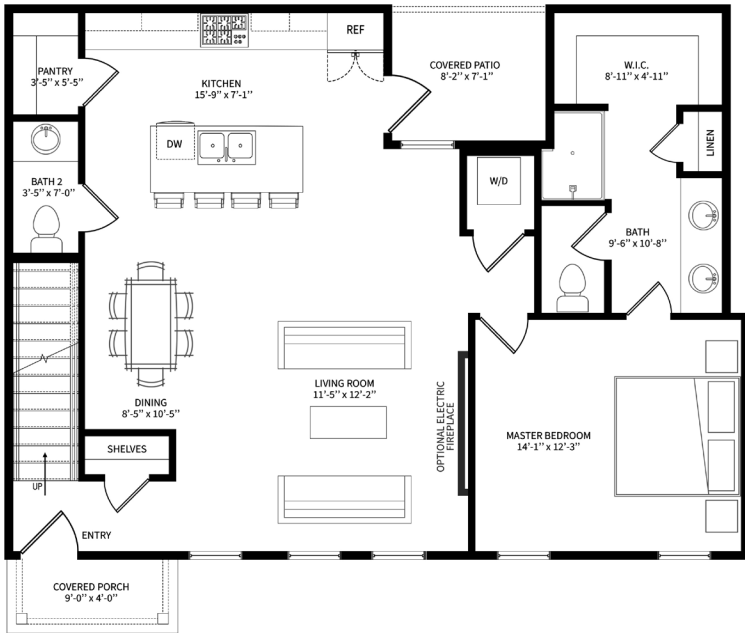 REF
PANTRY
3'-5" x 5'-5"
KITCHEN
15'-9" x 7'-1"
COVERED PATIO
8'-2" x 7'-1"
W.I.C.
8'-11" x 4'-11"
DW
LINEN
BATH 2
3'-5" x 7'-0"
W/D
BATH
9'-6" x 10'-8"
DINING
8'-5" x 10'-5"
LIVING ROOM
11'-5" x 12'-2"
OPTIONAL ELECTRIC
FIREPLACE
MASTER BEDROOM
14'-1" x 12'-3"
SHELVES
UP
ENTRY
COVERED PORCH
9'-0" x 4'-0"